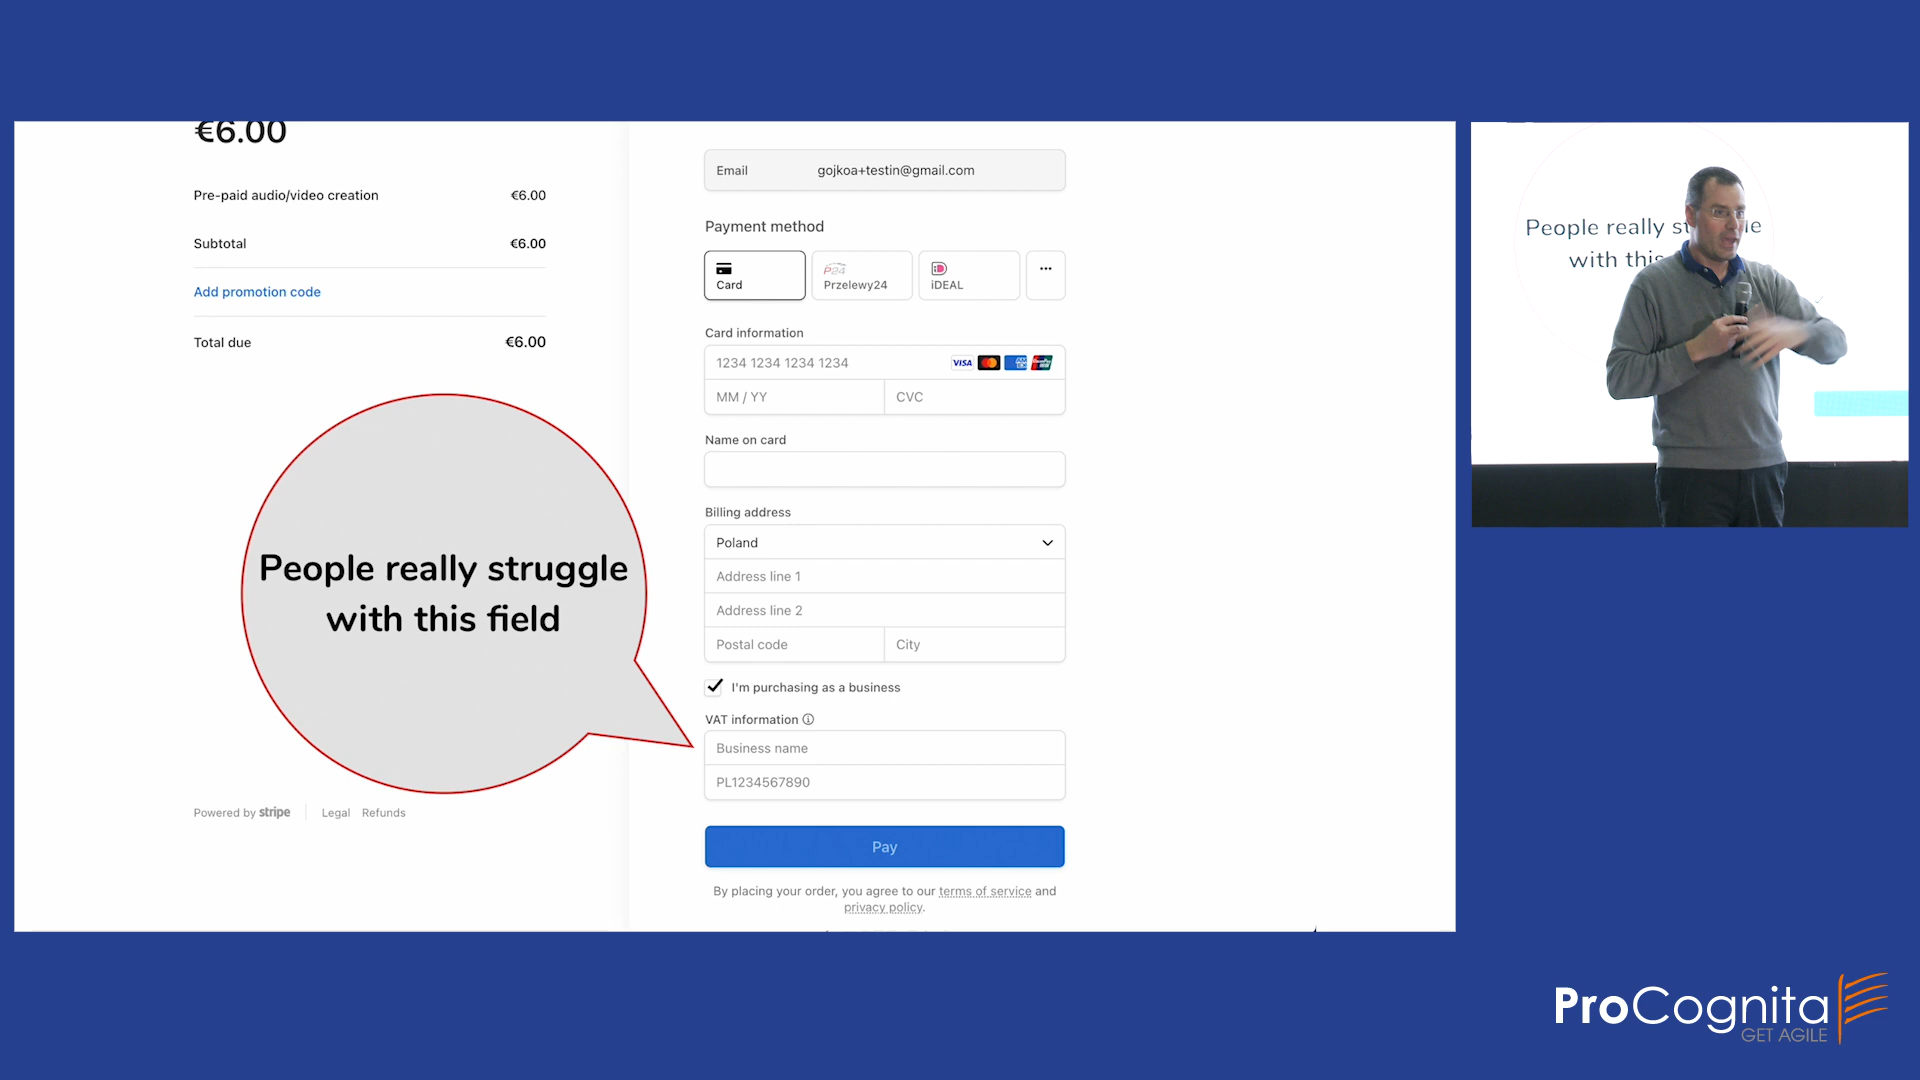 €6.00
Pre-paid audio/video creation €6.00
Subtotal €6.00
Add promotion code
Total due €6.00
People really struggle
with this field
Powered by stripe Legal Refunds
Email gojkoa+testin@gmail.com
Payment method
Card
P24
Przelewy24
iD
iDEAL
...
Card information
1234 1234 1234 1234 VISA
MM / YY CVC
Name on card
Billing address
Poland
Address line 1
Address line 2
Postal code City
I'm purchasing as a business
VAT information
Business name
PL1234567890
Pay
By placing your order, you agree to our terms of service and
privacy policy.
People really st le
with this
ProCognita
GET AGILE